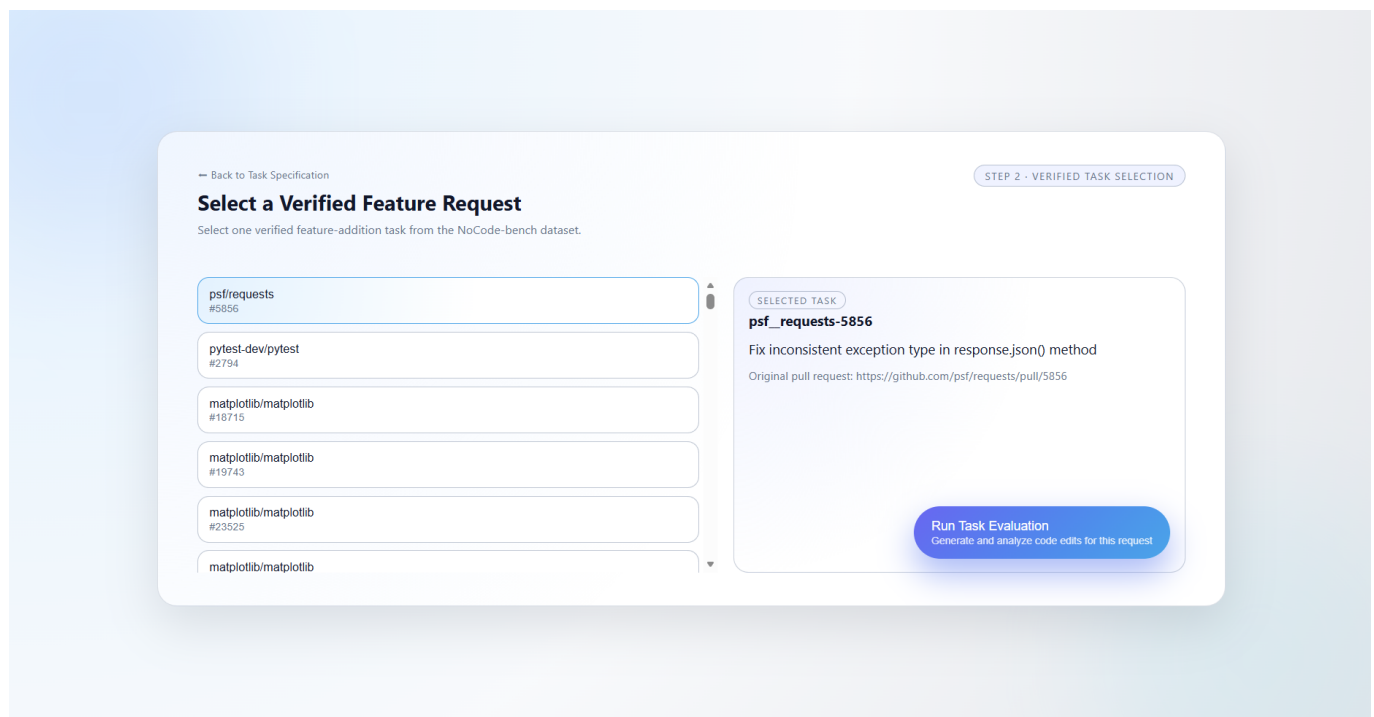 ← Back to Task Specification
STEP 2 · VERIFIED TASK SELECTION
Select a Verified Feature Request
Select one verified feature-addition task from the NoCode-bench dataset.
psf/requests
#5856
pytest-dev/pytest
#2794
matplotlib/matplotlib
#18715
matplotlib/matplotlib
#19743
matplotlib/matplotlib
#23525
matplotlib/matplotlib
SELECTED TASK
psf__requests-5856
Fix inconsistent exception type in response.json() method
Original pull request: https://github.com/psf/requests/pull/5856
Run Task Evaluation
Generate and analyze code edits for this request